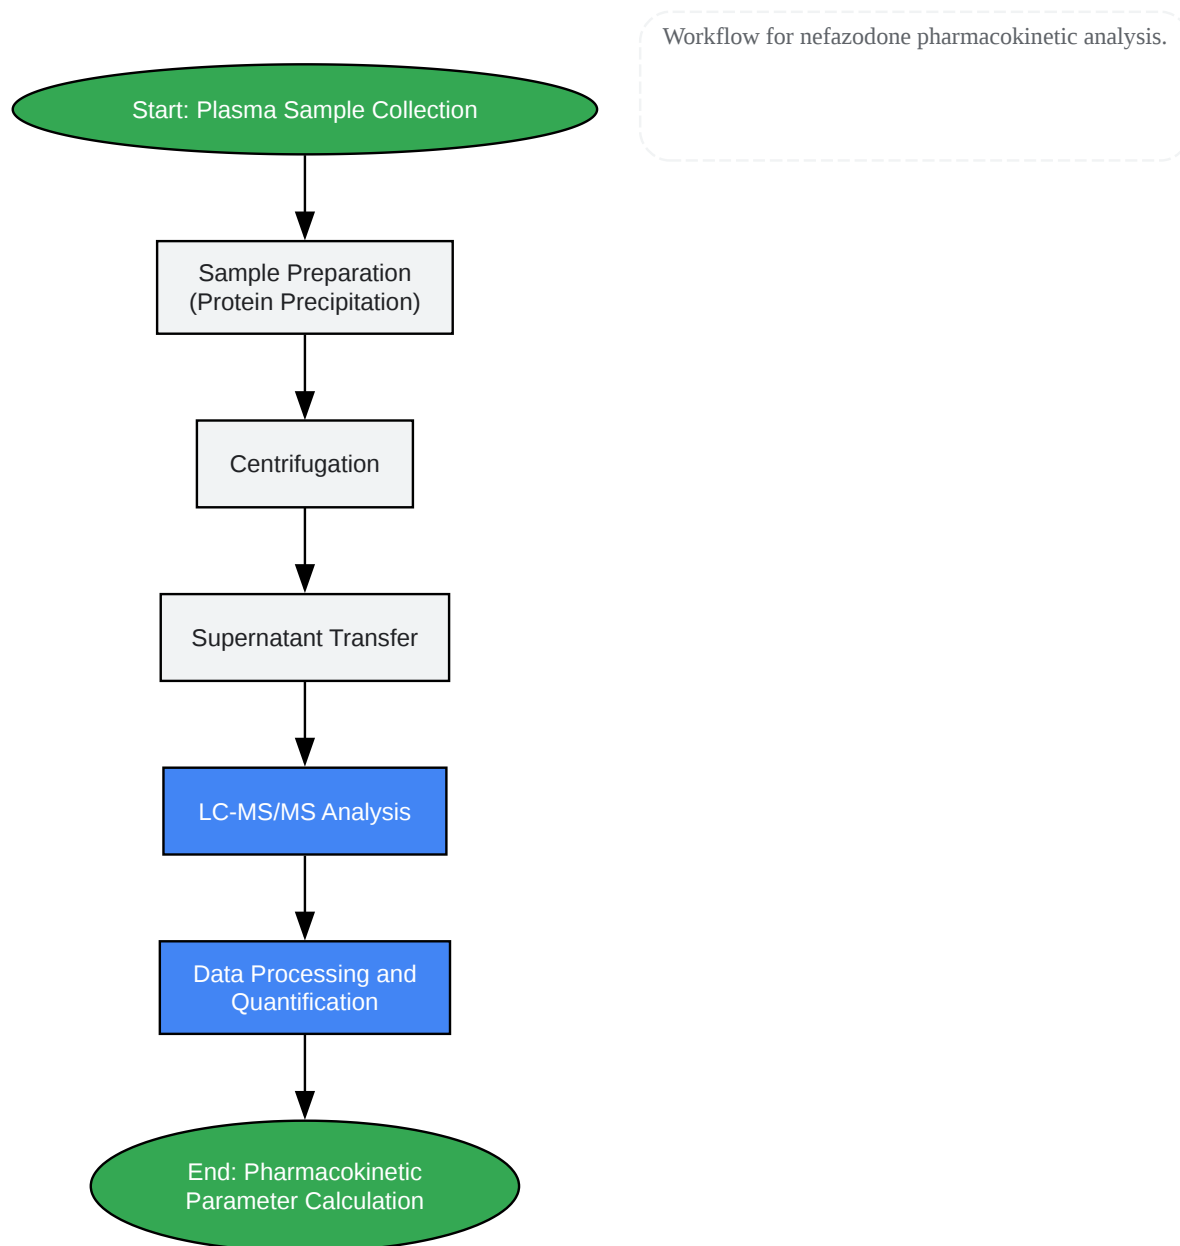 Workflow for nefazodone pharmacokinetic analysis.
Start: Plasma Sample Collection
Sample Preparation
(Protein Precipitation)
Centrifugation
Supernatant Transfer
LC-MS/MS Analysis
Data Processing and
Quantification
End: Pharmacokinetic
Parameter Calculation